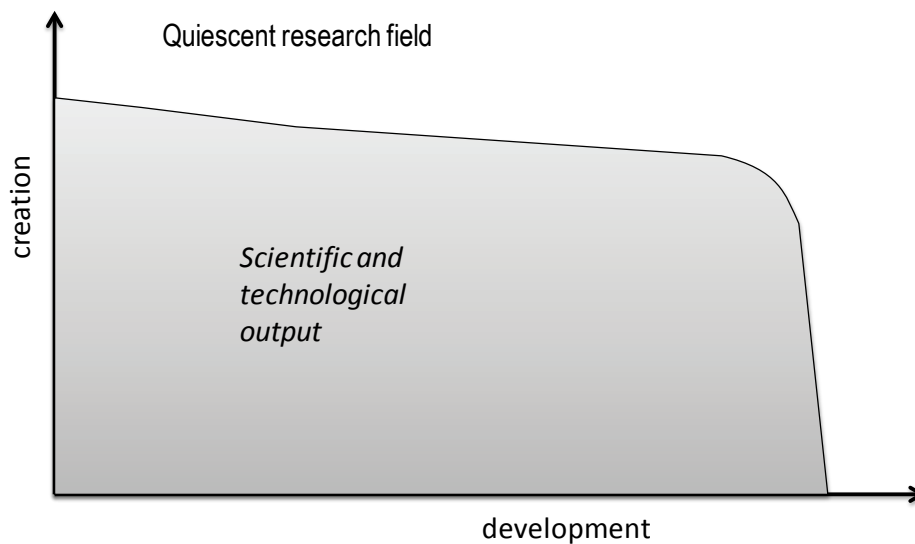 Quiescent research field
creation
Scientific and
technological
output
development